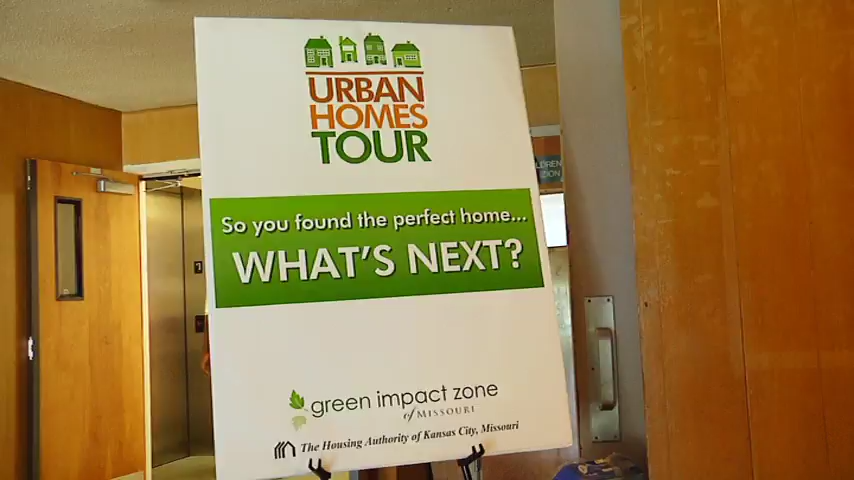 URBAN
HOMES
TOUR
So you found the perfect home...
WHAT'S NEXT?
green impact zone
of MISSOURI
The Housing Authority of Kansas City, Missouri